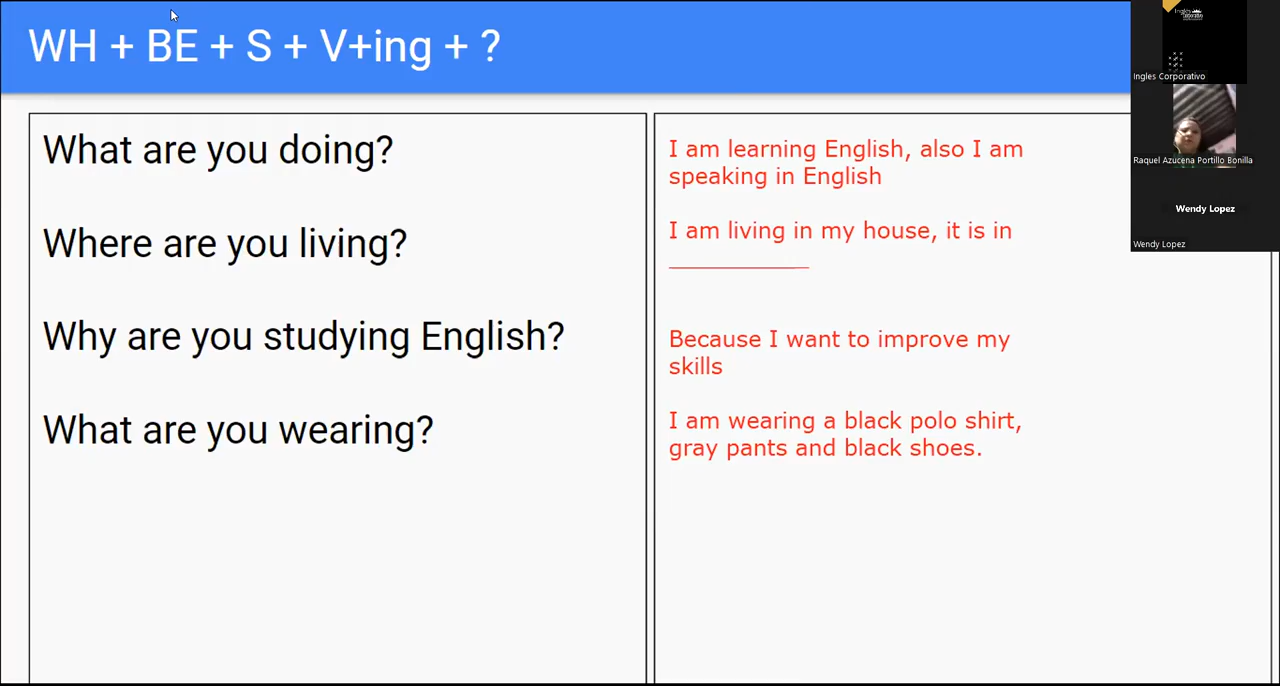 WH + BE + S + V+ing + ?
What are you doing?
Where are you living?
Why are you studying English?
What are you wearing?
I am learning English, also I am
speaking in English
I am living in my house, it is in
___________
Because I want to improve my
skills
I am wearing a black polo shirt,
gray pants and black shoes.
Ingles Corporativo
Raquel Azucena Portillo Bonilla
Wendy Lopez
Wendy Lopez